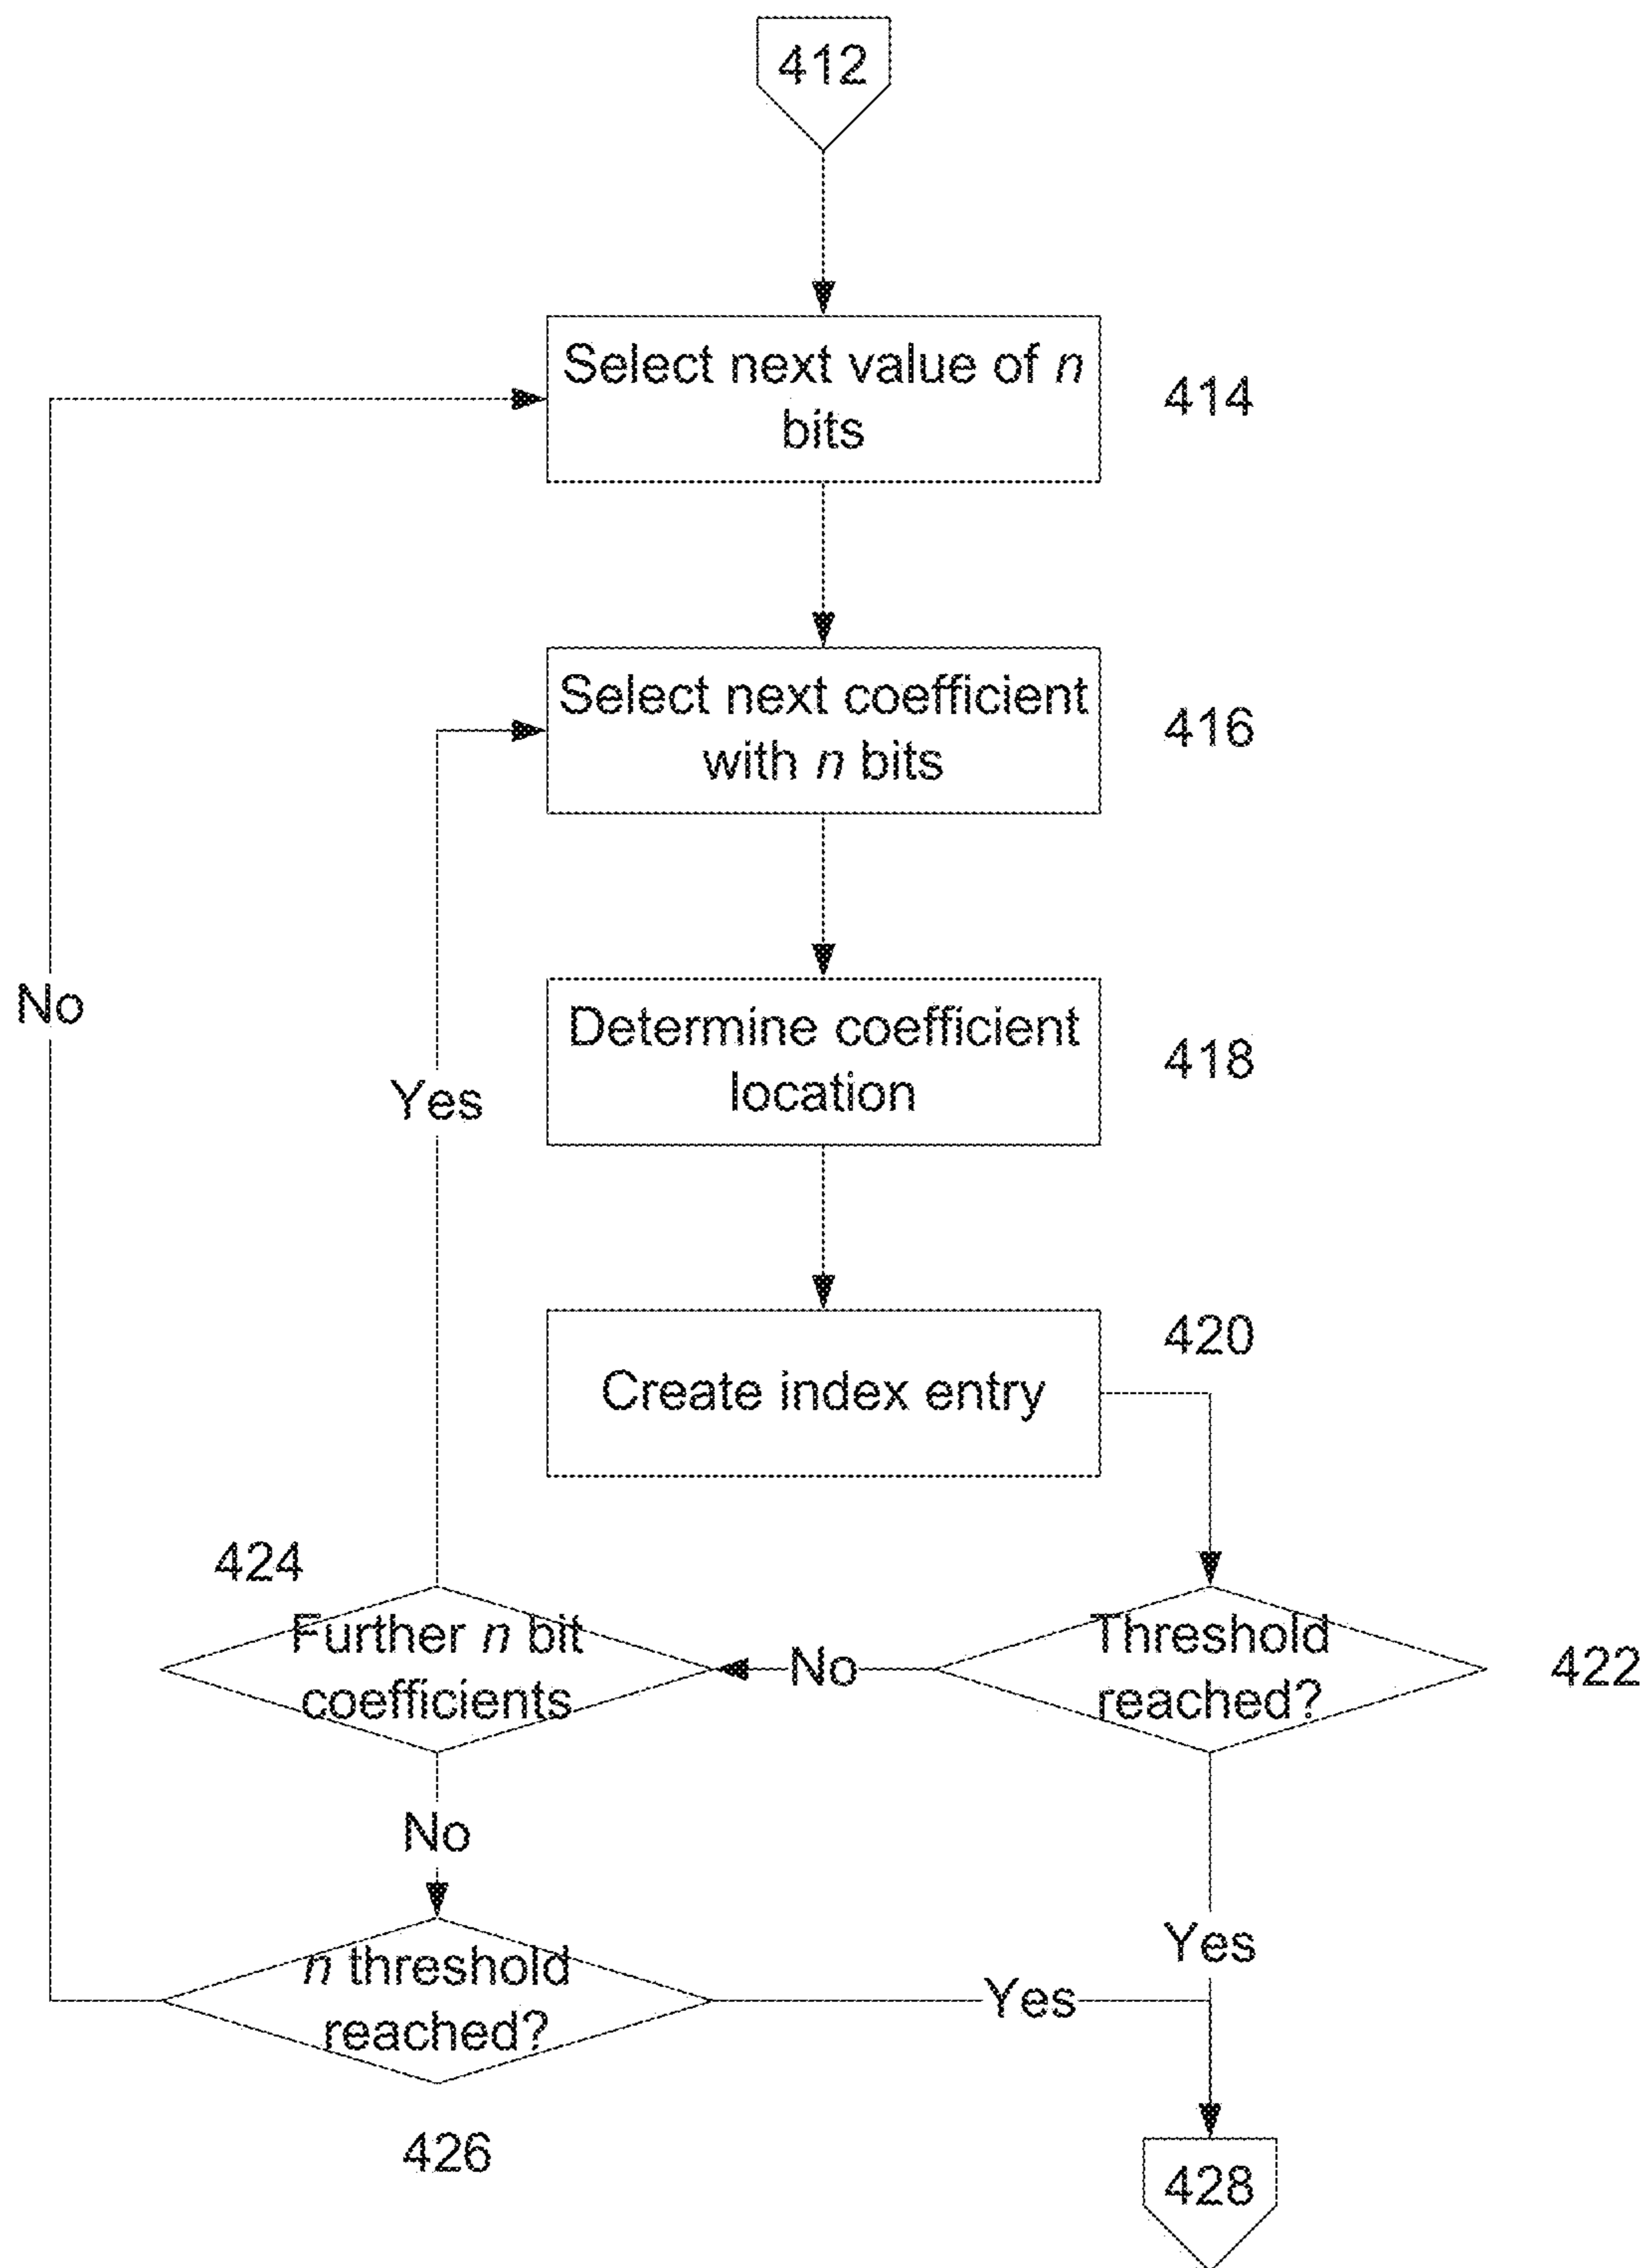 412
Select next value of n
bits
414
Select next coefficient
with n bits
416
No
Determine coefficient
location
418
Yes
420
Create index entry
424
Further n bit
coefficients
No
Threshold
reached?
422
No
Yes
n threshold
reached?
Yes
426
428